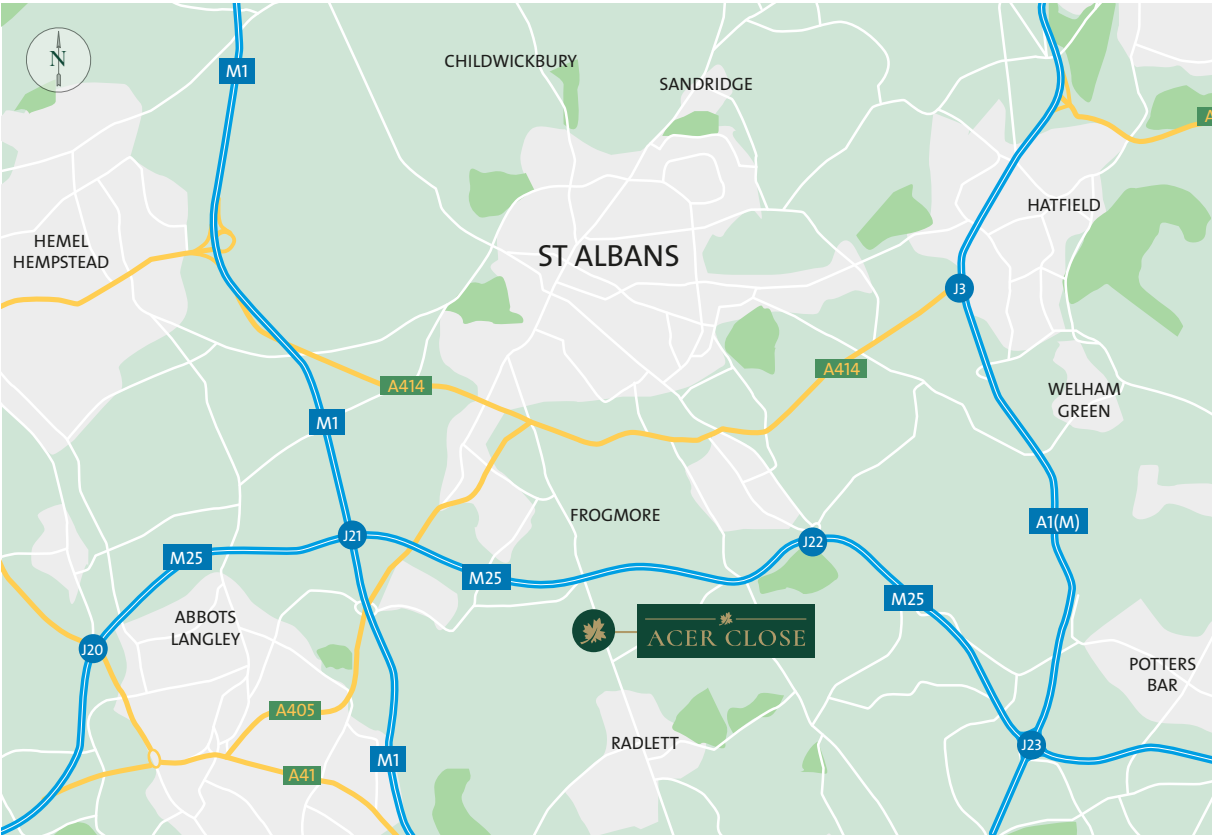 N
M1
CHILDWICKBURY
SANDRIDGE
A
HATFIELD
HEMEL
HEMPSTEAD
ST ALBANS
J3
A414
A414
WELHAM
GREEN
M1
FROGMORE
A1(M)
J21
J22
M25
M25
M25
ABBOTS
LANGLEY
ACER CLOSE
J20
POTTERS
BAR
A405
RADLETT
J23
M1
A41